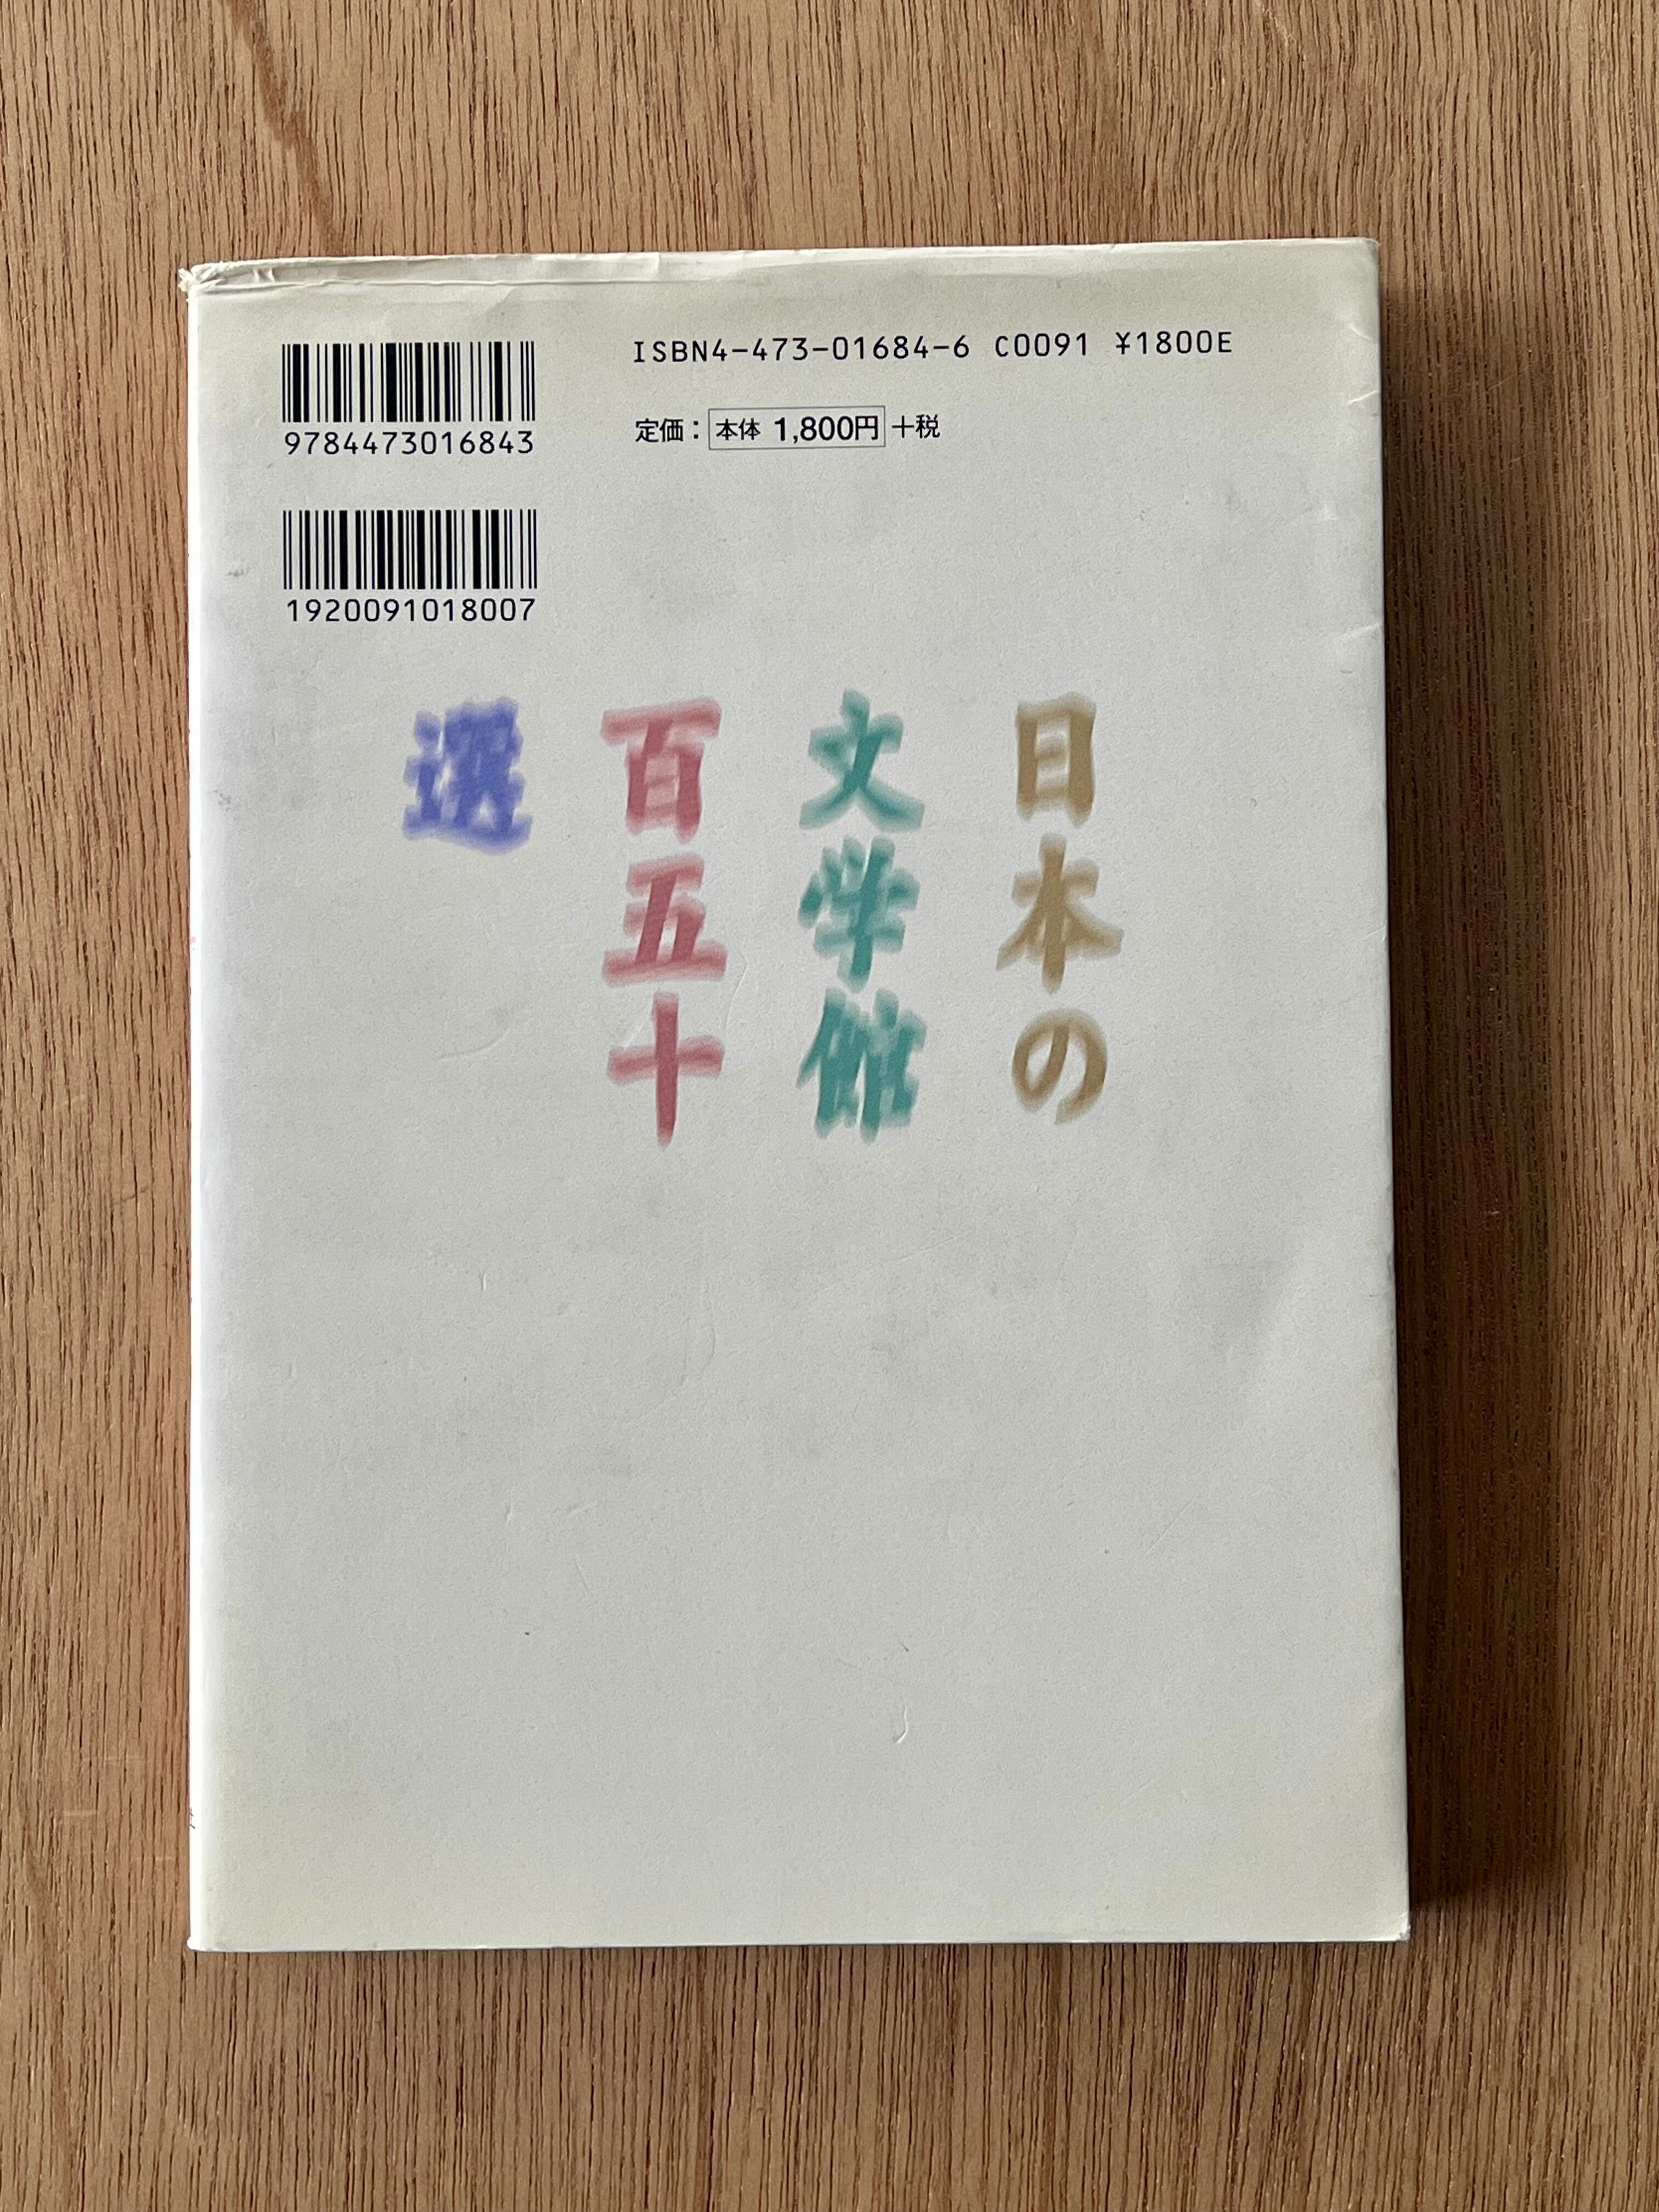 ISBN4-473-01684-6 C0091 ¥1800E
定価：本体 1,800円+税
9784473016843
1920091018007
日本の
文学館
百五十
選